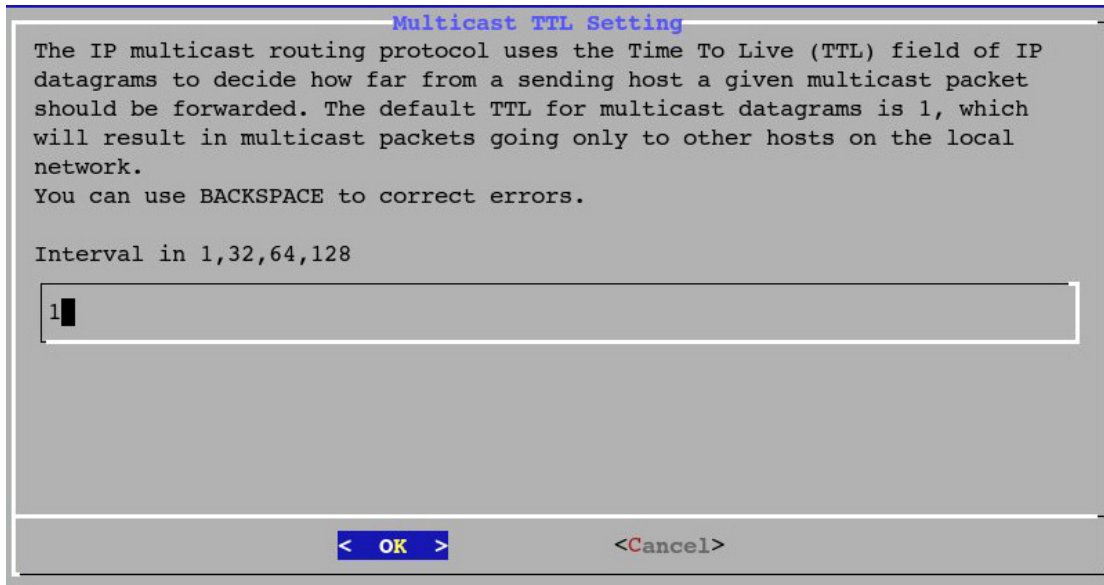 Multicast TTL Setting
The IP multicast routing protocol uses the Time To Live (TTL) field of IP
datagrams to decide how far from a sending host a given multicast packet
should be forwarded. The default TTL for multicast datagrams is 1, which
will result in multicast packets going only to other hosts on the local
network.
You can use BACKSPACE to correct errors.
Interval in 1,32,64,128
1
< OK > <Cancel>